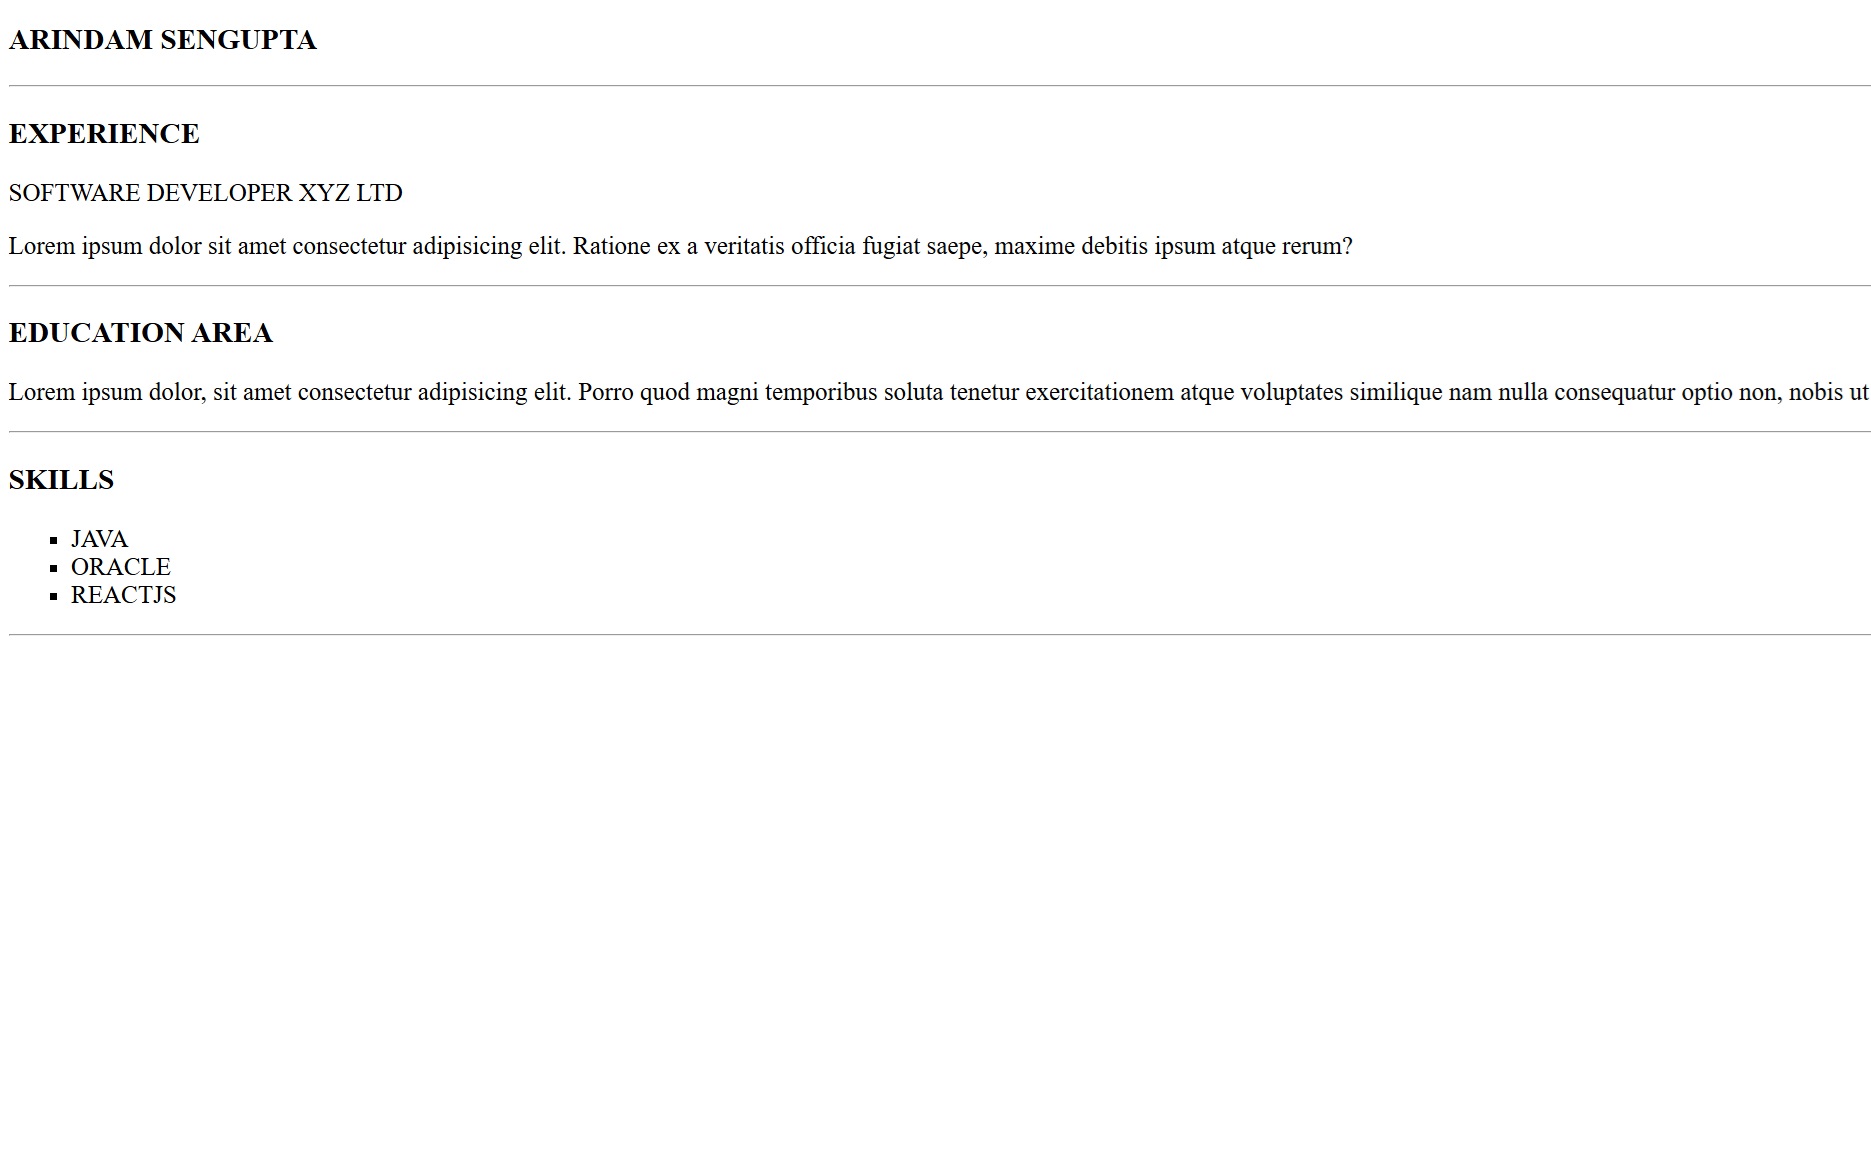 ARINDAM SENGUPTA
EXPERIENCE
SOFTWARE DEVELOPER XYZ LTD
Lorem ipsum dolor sit amet consectetur adipisicing elit. Ratione ex a veritatis officia fugiat saepe, maxime debitis ipsum atque rerum?
EDUCATION AREA
Lorem ipsum dolor, sit amet consectetur adipisicing elit. Porro quod magni temporibus soluta tenetur exercitationem atque voluptates similique nam nulla consequatur optio non, nobis ut
SKILLS
JAVA
ORACLE
REACTJS